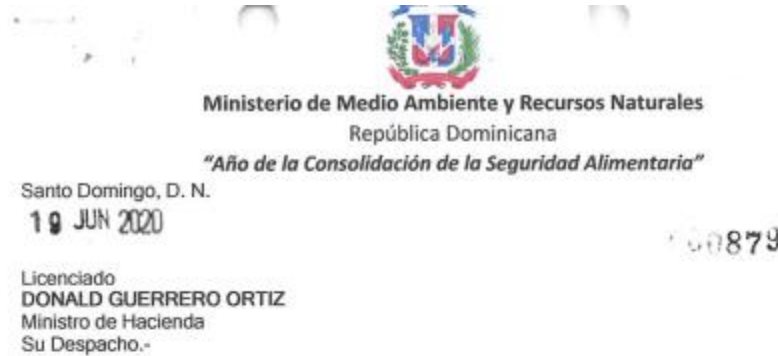 Ministerio de Medio Ambiente y Recursos Naturales
República Dominicana
"Año de la Consolidación de la Seguridad Alimentaria"
Santo Domingo, D. N.
19 JUN 2020
879
Licenciado
DONALD GUERRERO ORTIZ
Ministro de Hacienda
Su Despacho.-